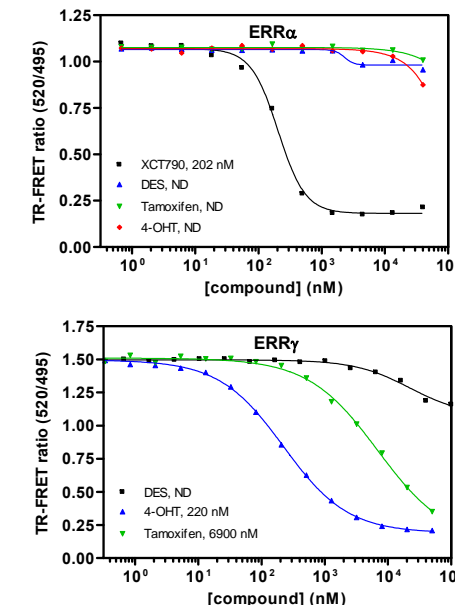 ERRα
TR-FRET ratio (520/495)
1.25
1.00
0.75
0.50
0.25
0.00
XCT790, 202 nM
DES, ND
Tamoxifen, ND
4-OHT, ND
10⁰ 10¹ 10² 10³ 10⁴
[compound] (nM)
ERRγ
TR-FRET ratio (520/495)
1.75
1.50
1.25
1.00
0.75
0.50
0.25
0.00
DES, ND
4-OHT, 220 nM
Tamoxifen, 6900 nM
10⁰ 10¹ 10² 10³ 10⁴
[compound] (nM)